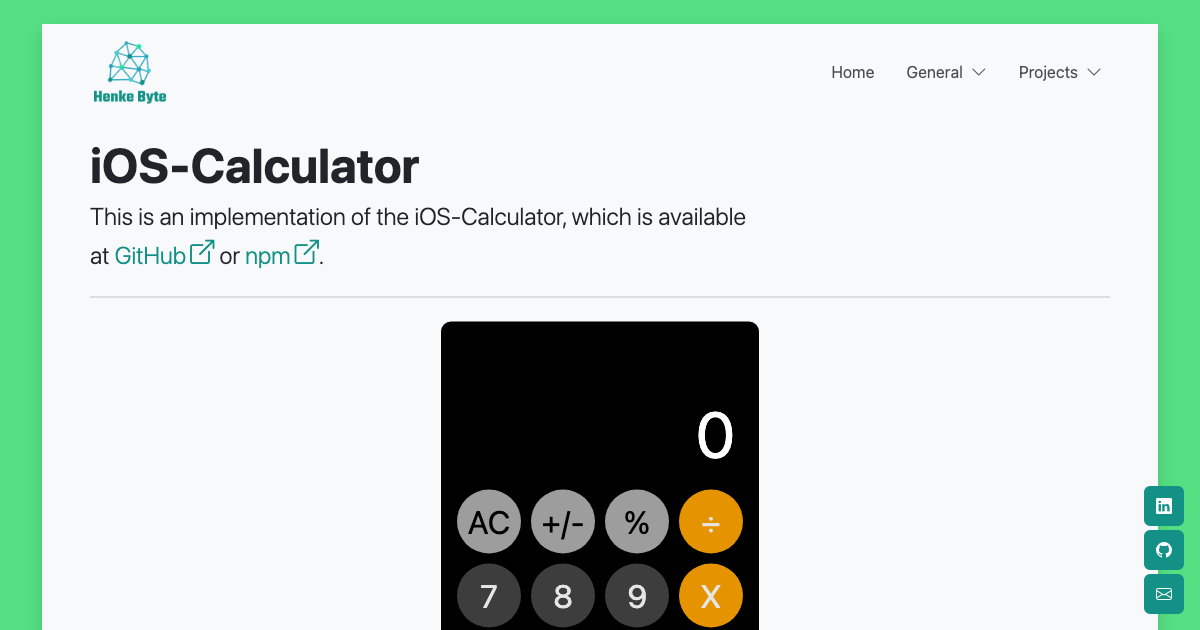 Henke Byte
Home General Projects
iOS-Calculator
This is an implementation of the iOS-Calculator, which is available
at GitHub or npm.
0
AC +/- % ÷
7 8 9 X
in